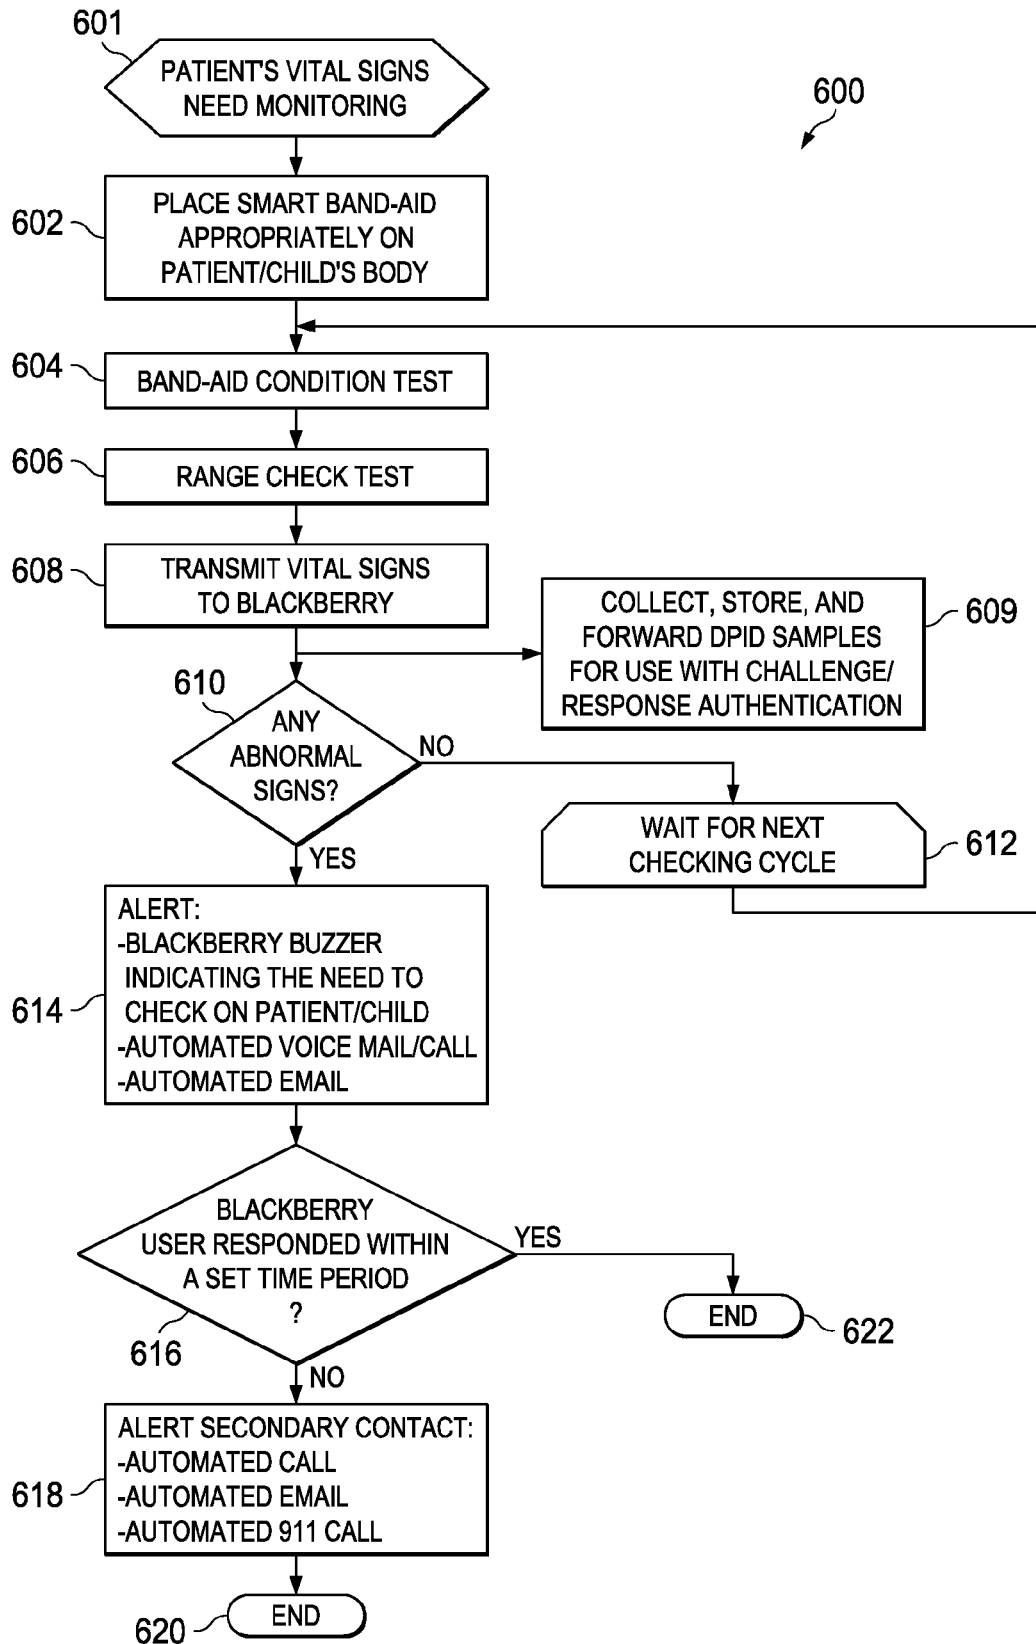 601
PATIENT'S VITAL SIGNS
NEED MONITORING
600
602
PLACE SMART BAND-AID
APPROPRIATELY ON
PATIENT/CHILD'S BODY
604
BAND-AID CONDITION TEST
606
RANGE CHECK TEST
608
TRANSMIT VITAL SIGNS
TO BLACKBERRY
COLLECT, STORE, AND
FORWARD DPID SAMPLES
FOR USE WITH CHALLENGE/
RESPONSE AUTHENTICATION
609
610
ANY
ABNORMAL
SIGNS?
NO
YES
WAIT FOR NEXT
CHECKING CYCLE
612
614
ALERT:
-BLACKBERRY BUZZER
INDICATING THE NEED TO
CHECK ON PATIENT/CHILD
-AUTOMATED VOICE MAIL/CALL
-AUTOMATED EMAIL
BLACKBERRY
USER RESPONDED WITHIN
A SET TIME PERIOD
?
616
YES
END
622
NO
618
ALERT SECONDARY CONTACT:
-AUTOMATED CALL
-AUTOMATED EMAIL
-AUTOMATED 911 CALL
620
END